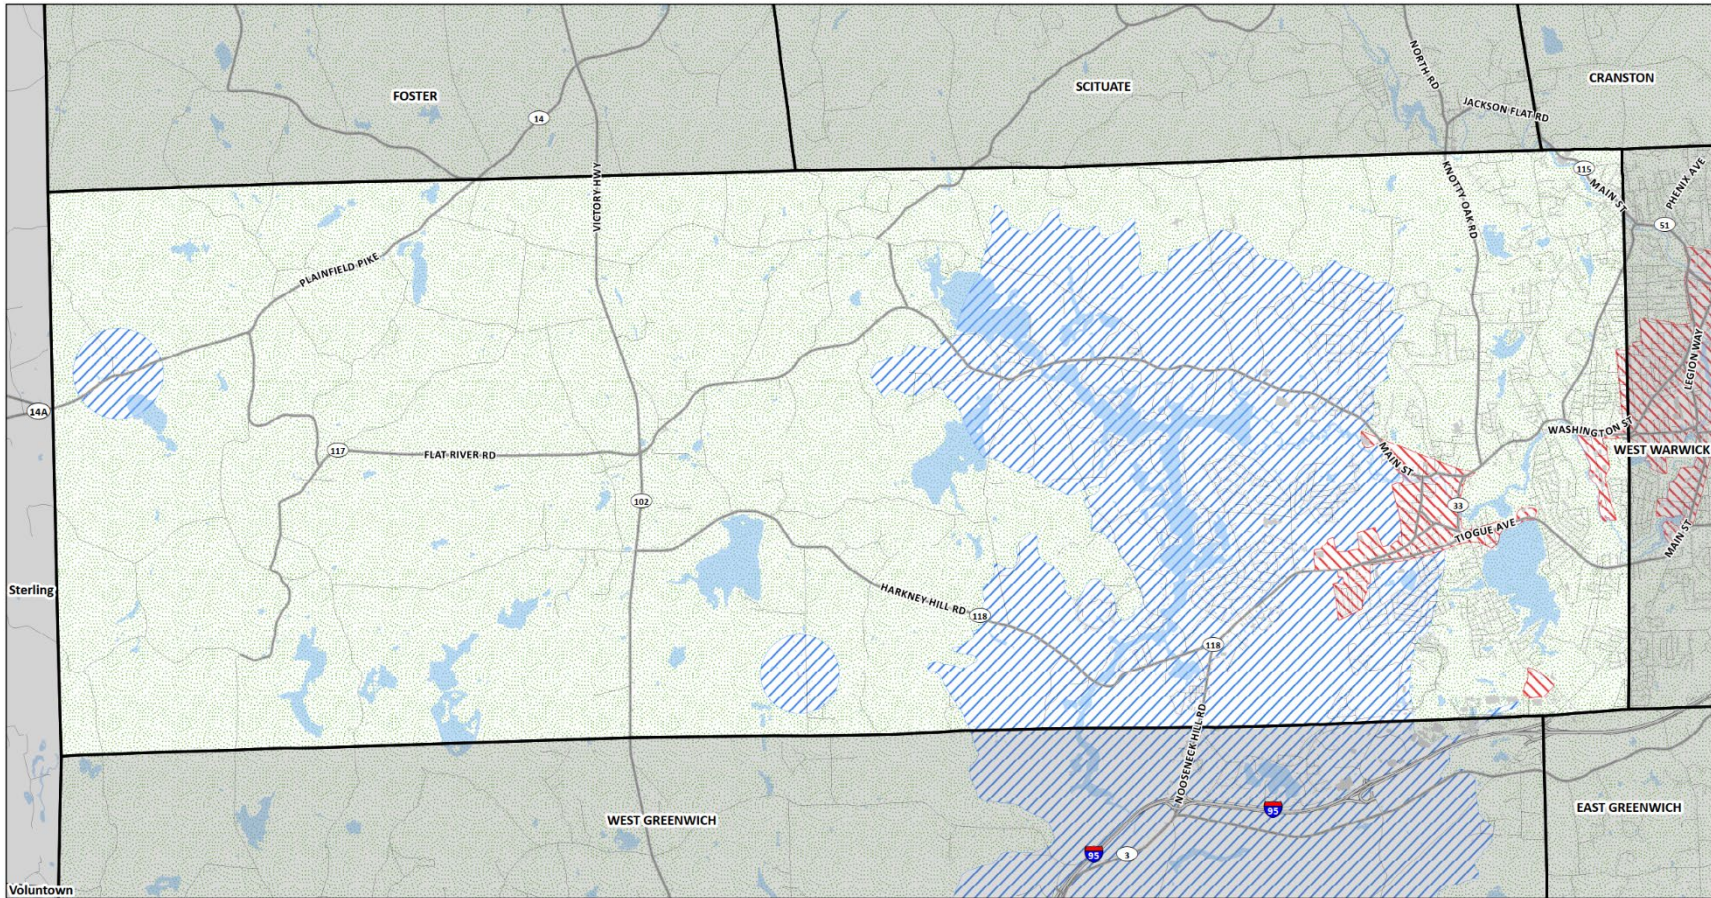 NORTH RD
CRANSTON
SCITUATE
FOSTER
JACKSON FLAT RD
14
115
MAIN ST
PHENIX AVE
VICTORY HWY
KNOTTY OAK RD
51
PLAINFIELD PIKE
LEGION WAY
14A
WASHINGTON ST
117
FLAT RIVER RD
MAIN ST
WEST WARWICK
102
33
TIOGUE AVE
MAIN ST
Sterling
HARKNEY HILL RD
118
118
NOOSENECK HILL RD
WEST GREENWICH
95
EAST GREENWICH
95
3
Voluntown